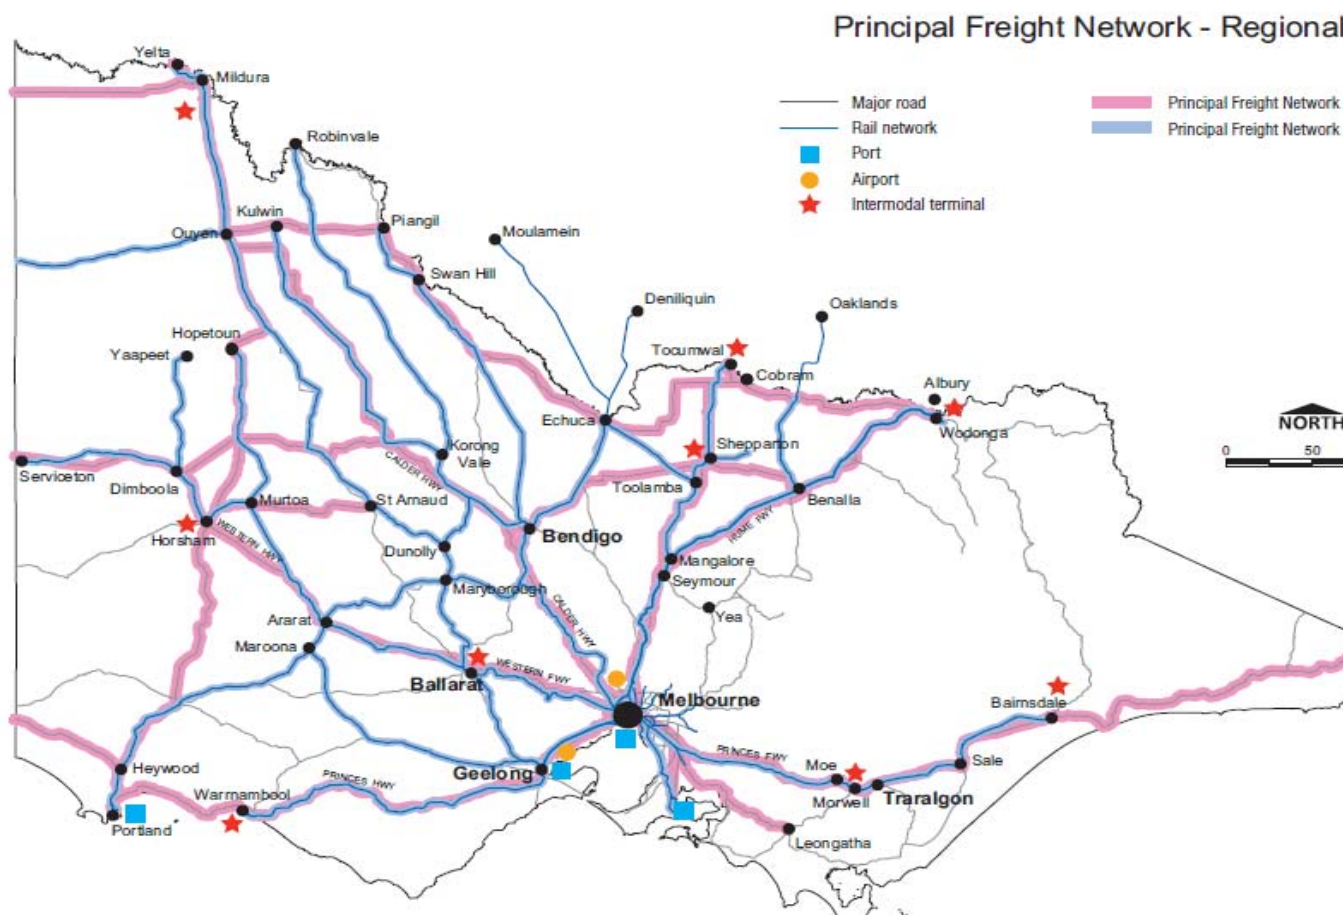 Principal Freight Network - Regional
Yelta
Mildura
Major road
Principal Freight Network
Rail network
Principal Freight Network
Port
Airport
Intermodal terminal
Robinvale
Kulwin
Piangil
Ouyen
Moulamein
Swan Hill
Deniliquin
Oaklands
Hopetoun
Yaapeet
Tocumwal
Cobram
Albury
Echuca
Wodonga
NORTH
Korong
Vale
Shepparton
CALDER HWY
0
50
Serviceton
Dimboola
Toolamba
Murtoa
St Arnaud
Benalla
WESTERN HWY
HUME FWY
Horsham
Bendigo
Dunolly
Mangalore
Seymour
Maryborough
CALDER HWY
Yea
Ararat
Maroona
WESTERN FWY
Ballarat
Melbourne
Bairnsdale
PRINCES FWY
Heywood
Geelong
Moe
Sale
PRINCES HWY
Morwell
Traralgon
Warrnambool
Portland
Leongatha